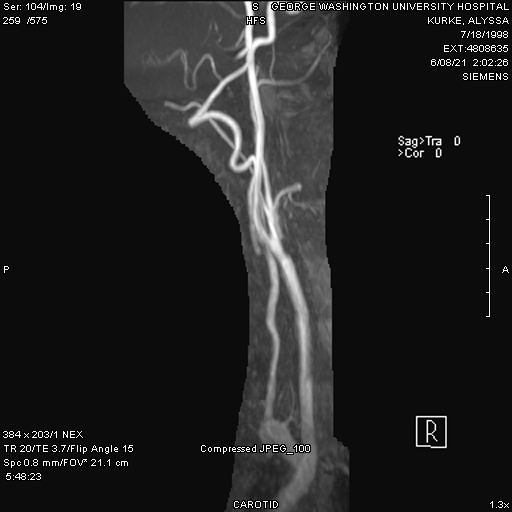 Ser: 104/Img: 19
259 /575
S
HFS
GEORGE WASHINGTON UNIVERSITY HOSPITAL
KURKE, ALYSSA
7/18/1998
EXT:4808635
6/08/21 2:02:26
SIEMENS
Sag>Tra 0
>Cor 0
P
A
384 x 203/1 NEX
TR 20/TE 3.7/Flip Angle 15
Spc 0.8 mm/FOV* 21.1 cm
5:48:23
Compressed JPEG_100
R
CAROTID
1.3x